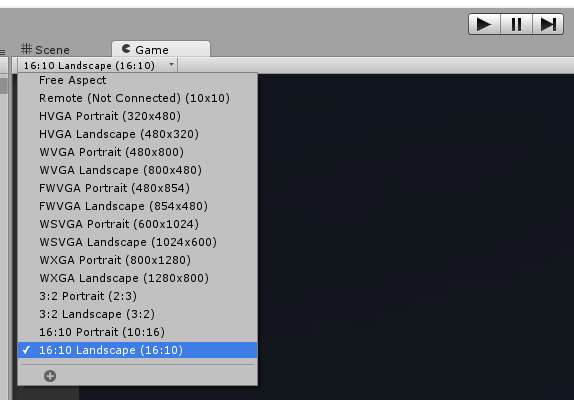 Scene
Game
16:10 Landscape (16:10)
Free Aspect
Remote (Not Connected) (10x10)
HVGA Portrait (320x480)
HVGA Landscape (480x320)
WVGA Portrait (480x800)
WVGA Landscape (800x480)
FWVGA Portrait (480x854)
FWVGA Landscape (854x480)
WSVGA Portrait (600x1024)
WSVGA Landscape (1024x600)
WXGA Portrait (800x1280)
WXGA Landscape (1280x800)
3:2 Portrait (2:3)
3:2 Landscape (3:2)
16:10 Portrait (10:16)
16:10 Landscape (16:10)